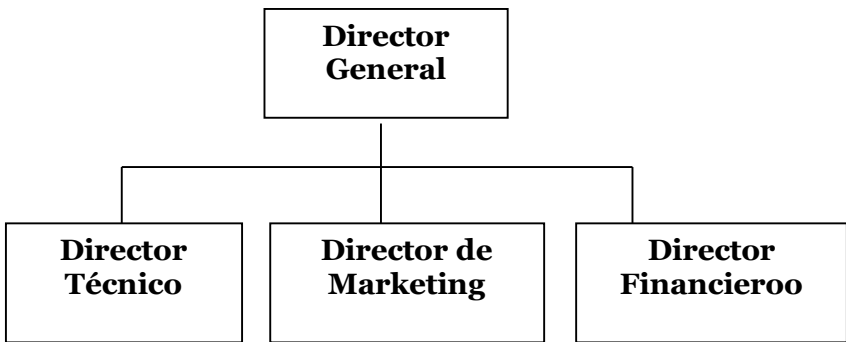 Director
General
Director
Técnico
Director de
Marketing
Director
Financieroo